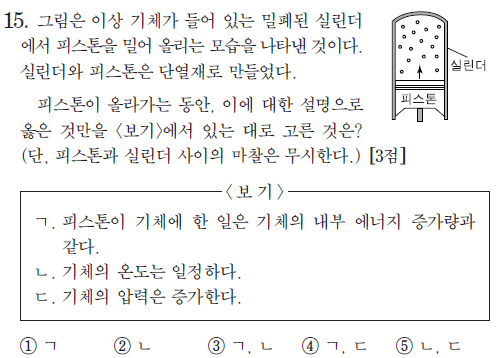 15. 그림은 이상 기체가 들어 있는 밀폐된 실린더
에서 피스톤을 밀어 올리는 모습을 나타낸 것이다.
실린더와 피스톤은 단열재로 만들었다.
실린더
피스톤
피스톤이 올라가는 동안, 이에 대한 설명으로
옳은 것만을 <보기>에서 있는 대로 고른 것은?
(단, 피스톤과 실린더 사이의 마찰은 무시한다.) [3점]
<보 기>
ㄱ. 피스톤이 기체에 한 일은 기체의 내부 에너지 증가량과
같다.
ㄴ. 기체의 온도는 일정하다.
ㄷ. 기체의 압력은 증가한다.
① ㄱ ② ㄴ ③ ㄱ, ㄴ ④ ㄱ, ㄷ ⑤ ㄴ, ㄷ